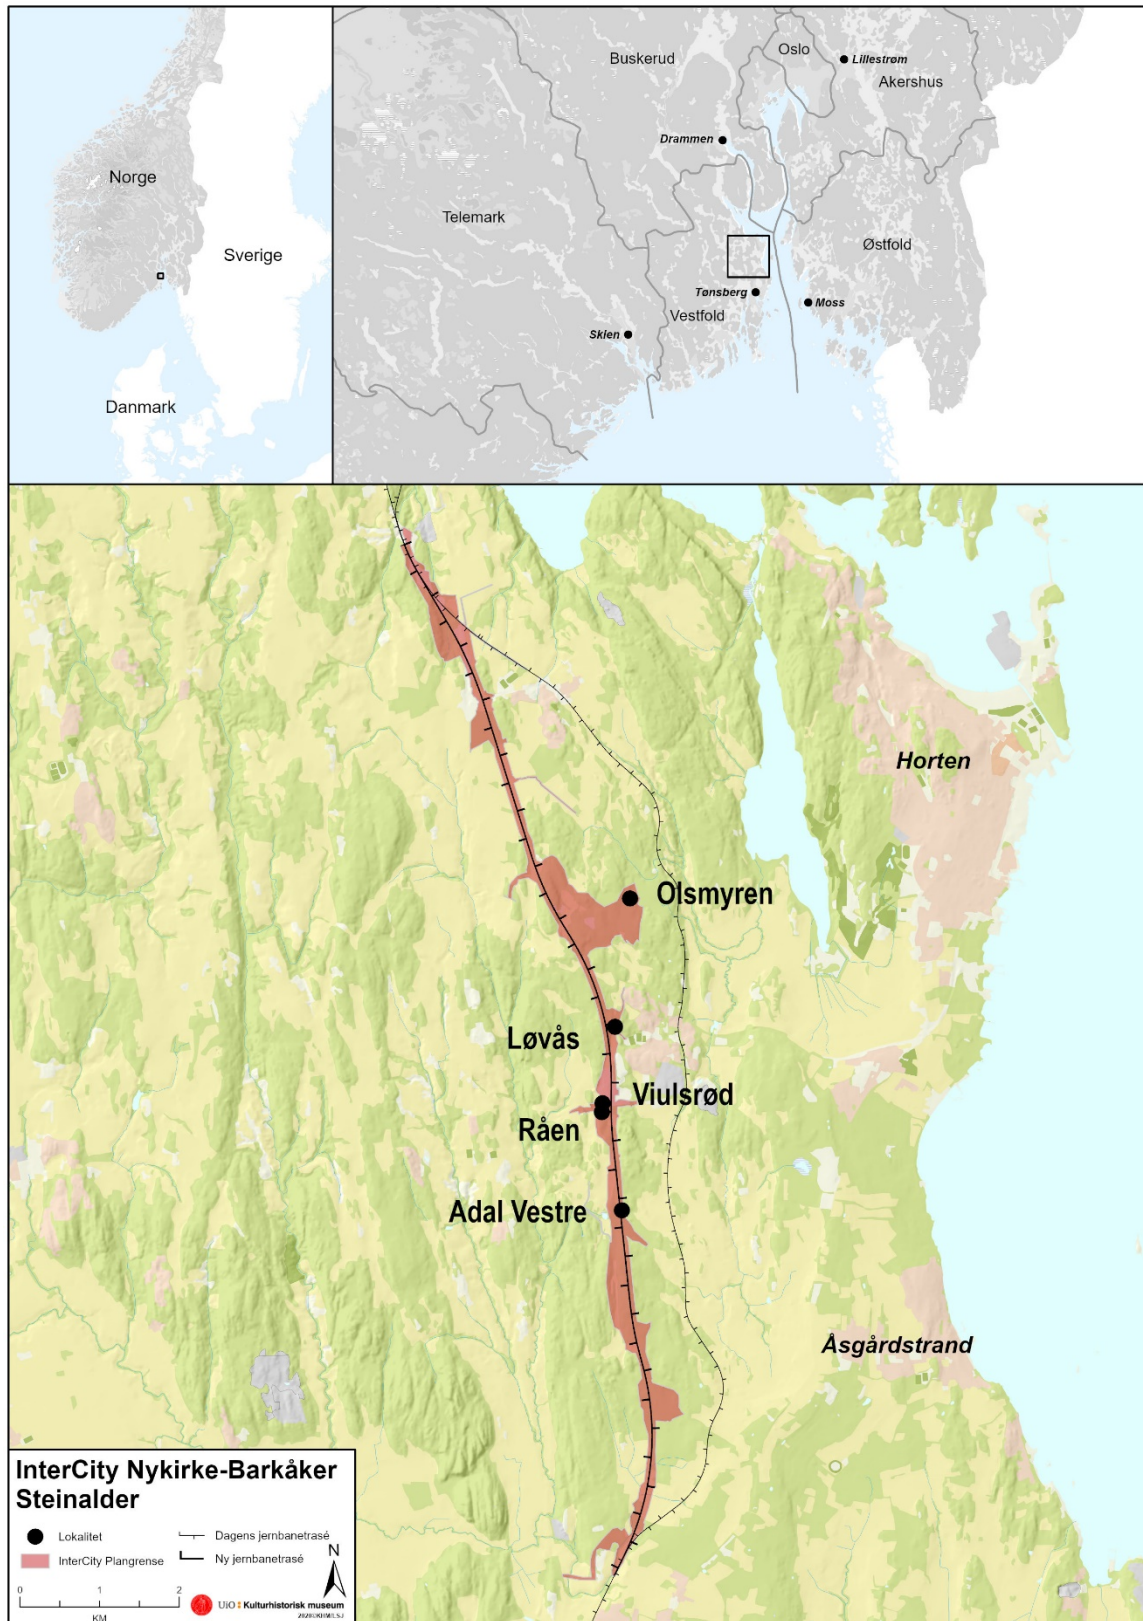 Norge
Sverige
Danmark
Buskerud
Oslo
Lillestrøm
Akershus
Drammen
Telemark
Østfold
Tønsberg
Moss
Vestfold
Skien
Horten
Olsmyren
Løvås
Viulsrød
Råen
Adal Vestre
Åsgårdstrand
InterCity Nykirke-Barkåker
Steinalder
Lokalitet
Dagens jernbanetrasé
InterCity Plangrense
Ny jernbanetrasé
N
0 1 2
KM
UiO Kulturhistorisk museum